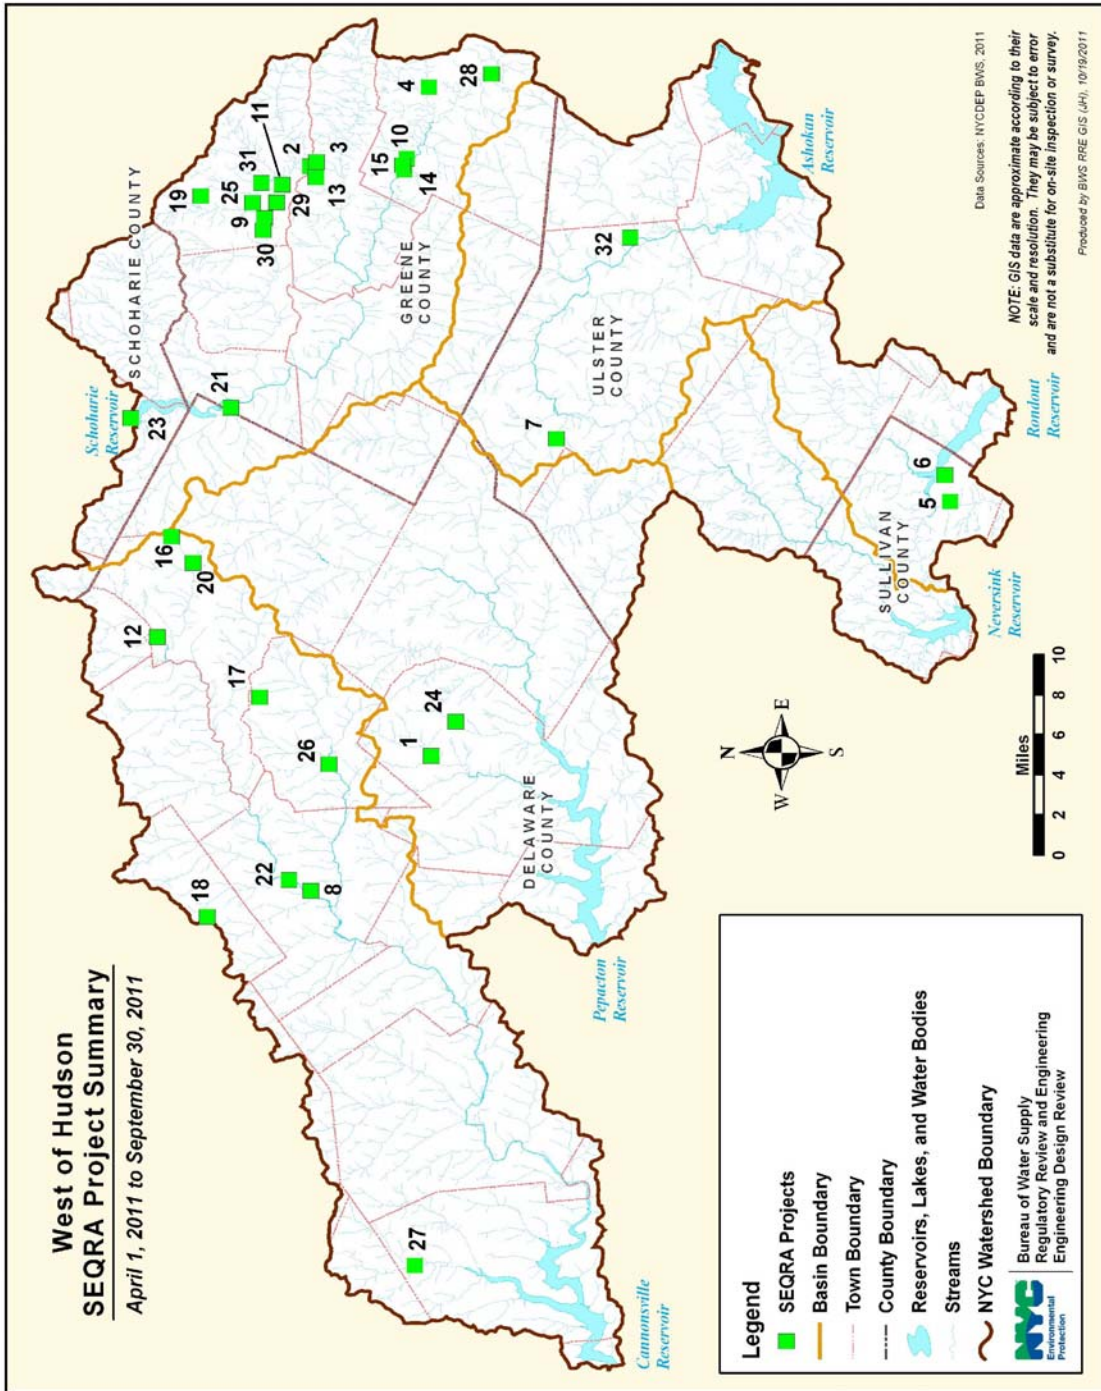 West of Hudson
SEQRA Project Summary
April 1, 2011 to September 30, 2011
SCHOHARIE COUNTY
Schoharie
Reservoir
23
21
19
25
31
11
9
30
29
2
3
13
15
10
14
4
28
GREENE
COUNTY
16
20
12
17
26
18
22
8
1
24
27
7
32
ULSTER
COUNTY
Ashokan
Reservoir
DELAWARE
COUNTY
Pepacton
Reservoir
Cannonsville
Reservoir
SULLIVAN
COUNTY
5
6
Neversink
Reservoir
Rondout
Reservoir
N
W
E
S
Miles
0 2 4 6 8 10
Legend
SEQRA Projects
Basin Boundary
Town Boundary
County Boundary
Reservoirs, Lakes, and Water Bodies
Streams
NYC Watershed Boundary
NYC
Environmental
Protection
Bureau of Water Supply
Regulatory Review and Engineering
Engineering Design Review
Data Sources: NYCDEP BWS, 2011
NOTE: GIS data are approximate according to their
scale and resolution. They may be subject to error
and are not a substitute for on-site inspection or survey.
Produced by BWS RRE GIS (JH), 10/19/2011